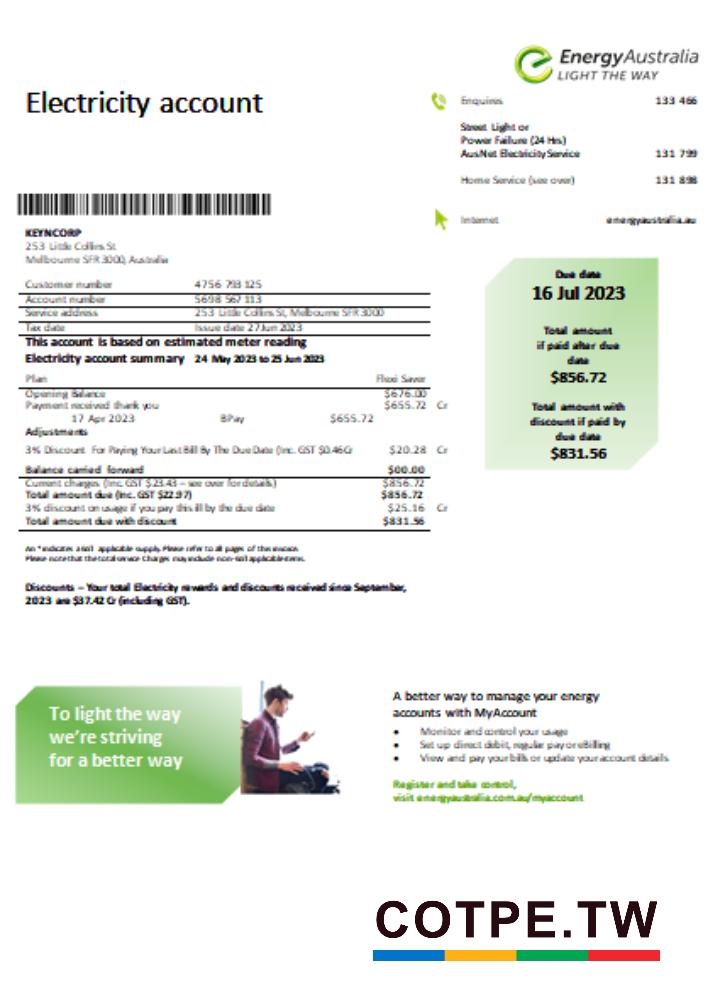 EnergyAustralia
LIGHT THE WAY
Electricity account
Enquires 133 466
Street Light or
Power Failure (24 Hrs)
AusNet Electricity Service 131 799
Home Service (see over) 131 898
Internet energyaustralia.au
KEYNCORP
253 Little Collins St
Melbourne SFR 3000, Australia
Customer number 4756 793 125
Account number 5698 567 113
Service address 253 Little Collins St, Melbourne SFR 3000
Tax date Issue date 27 Jun 2023
This account is based on estimated meter reading
Electricity account summary 24 May 2023 to 25 Jun 2023
Plan Flexi Saver
Opening Balance $676.00
Payment received thank you $655.72 Cr
17 Apr 2023 BPay $655.72
Adjustments
3% Discount For Paying Your Last Bill By The Due Date (Inc. GST $0.46Cr $20.28 Cr
Balance carried forward $00.00
Current charges (Inc. GST $23.43 – see over for details) $856.72
Total amount due (Inc. GST $22.97) $856.72
3% discount on usage if you pay this ill by the due date $25.16 Cr
Total amount due with discount $831.56
Due date
16 Jul 2023
Total amount
if paid after due
date
$856.72
Total amount with
discount if paid by
due date
$831.56
An * indicates a applicable supply. Please refer to all pages of this invoice.
Please note that the total service Charges may include non- applicable items.
Discounts – Your total Electricity rewards and discounts received since September,
2023 are $37.42 Cr (including GST).
To light the way
we're striving
for a better way
A better way to manage your energy
accounts with MyAccount
• Monitor and control your usage
• Set up direct debit, regular pay or eBilling
• View and pay your bills or update your account details
Register and take control,
visit energyaustralia.com.au/myaccount
COTPE.TW